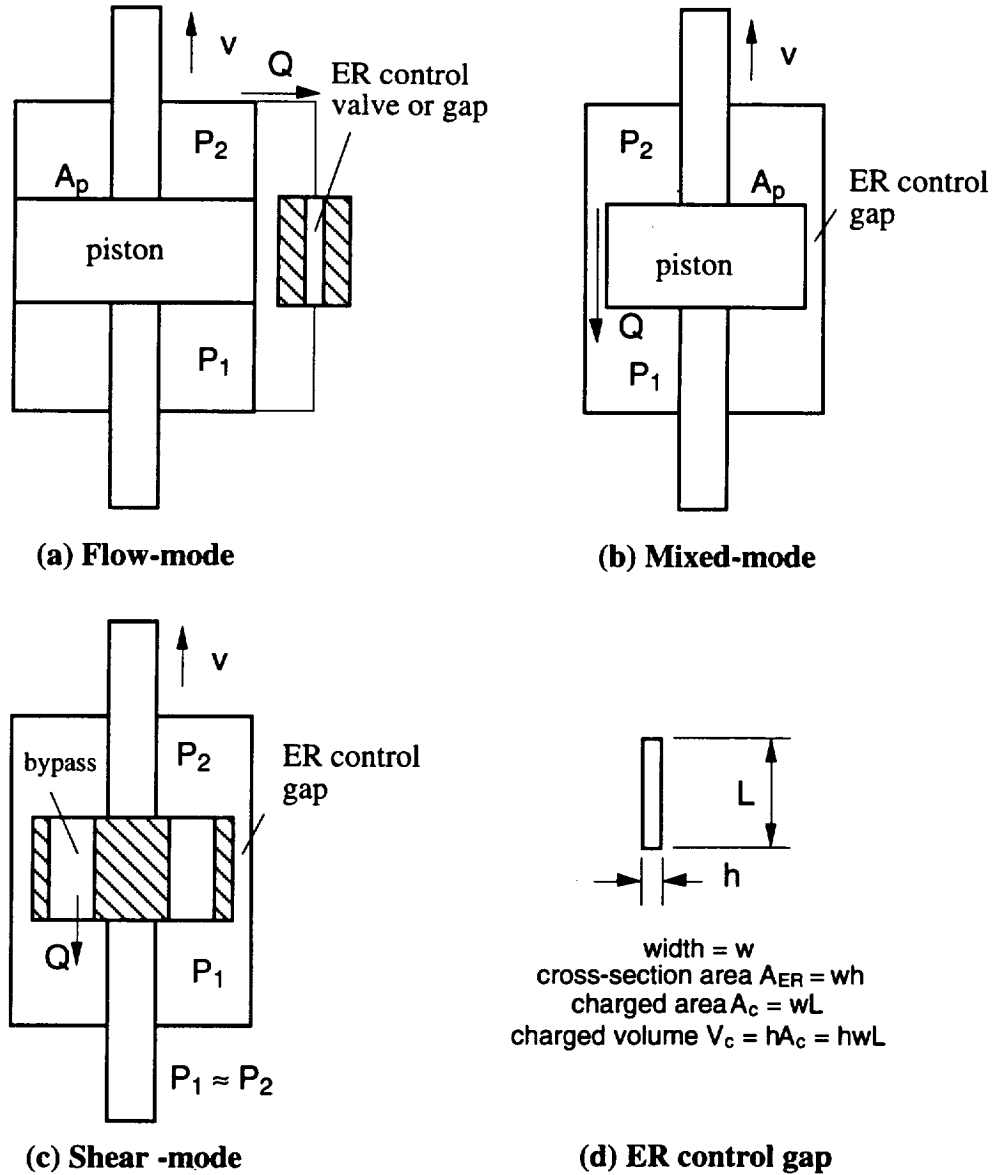 v
Q
ER control
valve or gap
P2
Ap
piston
P1
(a) Flow-mode
v
P2
Ap
ER control
gap
piston
Q
P1
(b) Mixed-mode
v
bypass
P2
ER control
gap
Q
P1
P1 ≈ P2
(c) Shear -mode
L
h
width = w
cross-section area AER = wh
charged area Ac = wL
charged volume Vc = hAc = hwL
(d) ER control gap